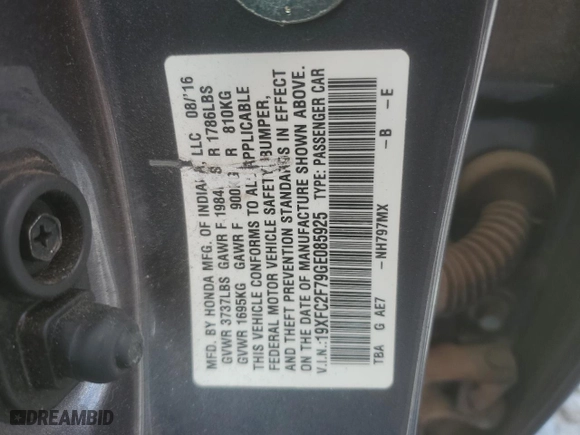 MFD. BY HONDA MFG. OF INDIANA, LLC 08/'16
GVWR 3737LBS GAWR F 1984 S R 1786LBS
GVWR 1695KG GAWR F 900KG R 810KG
THIS VEHICLE CONFORMS TO ALL APPLICABLE
FEDERAL MOTOR VEHICLE SAFETY, BUMPER,
AND THEFT PREVENTION STANDARDS IN EFFECT
ON THE DATE OF MANUFACTURE SHOWN ABOVE.
V.I.N.:19XFC2F79GE085925 TYPE: PASSENGER CAR
TBA G AE7 -NH797MX -B -E
DREAMBID